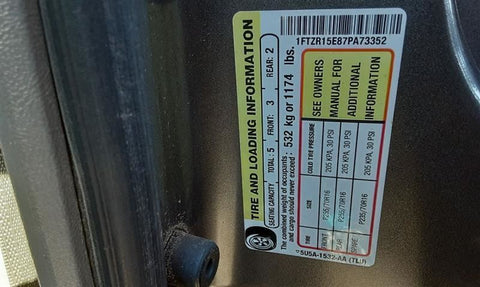 TIRE AND LOADING INFORMATION
SEATING CAPACITY TOTAL: 5 FRONT: 3 REAR: 2
The combined weight of occupants and cargo should never exceed: 532 kg or 1174 lbs.
TIRE SIZE COLD TIRE PRESSURE
FRONT P235/70R16 205 KPA, 30 PSI
REAR P235/70R16 205 KPA, 30 PSI
P235/70R16 205 KPA, 30 PSI
SEE OWNERS
MANUAL FOR
ADDITIONAL
INFORMATION
1FTZR15E87PA73352
5U5A-1532-AA (TLU)